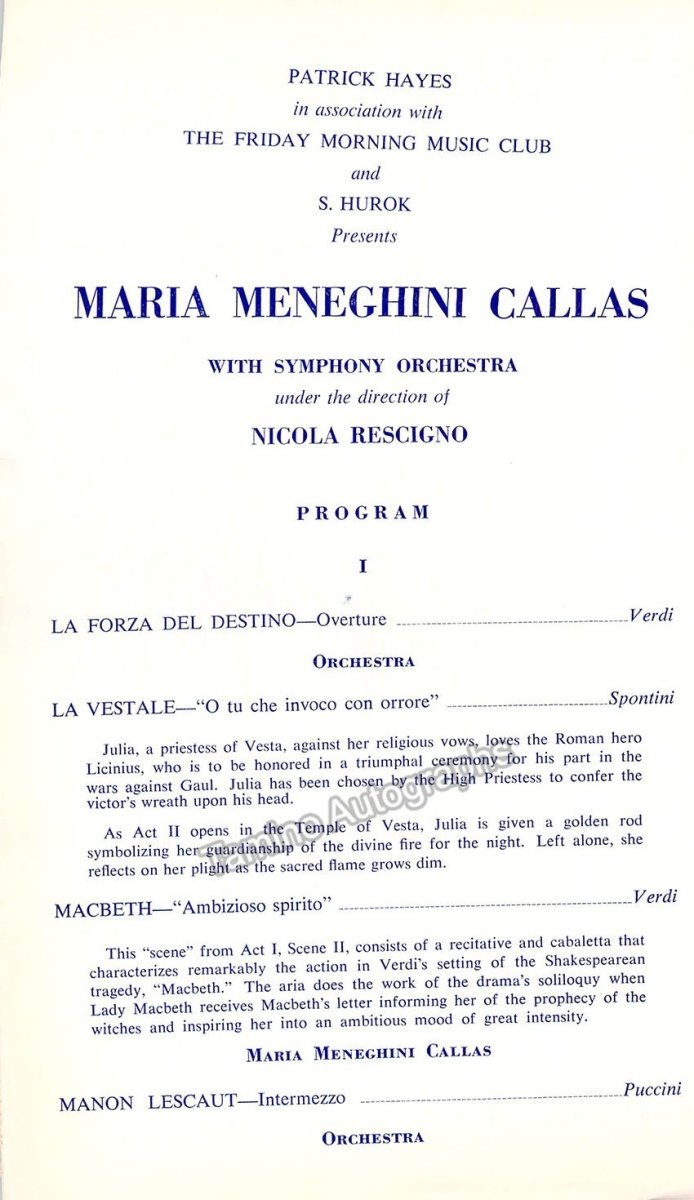 PATRICK HAYES
in association with
THE FRIDAY MORNING MUSIC CLUB
and
S. HUROK
Presents
MARIA MENEGHINI CALLAS
WITH SYMPHONY ORCHESTRA
under the direction of
NICOLA RESCIGNO
PROGRAM
I
LA FORZA DEL DESTINO—Overture Verdi
ORCHESTRA
LA VESTALE—“O tu che invoco con orrore” Spontini
Julia, a priestess of Vesta, against her religious vows, loves the Roman hero
Licinius, who is to be honored in a triumphal ceremony for his part in the
wars against Gaul. Julia has been chosen by the High Priestess to confer the
victor’s wreath upon his head.
As Act II opens in the Temple of Vesta, Julia is given a golden rod
symbolizing her guardianship of the divine fire for the night. Left alone, she
reflects on her plight as the sacred flame grows dim.
Tamino Autographs
MACBETH—“Ambizioso spirito” Verdi
This “scene” from Act I, Scene II, consists of a recitative and cabaletta that
characterizes remarkably the action in Verdi’s setting of the Shakespearean
tragedy, “Macbeth.” The aria does the work of the drama’s soliloquy when
Lady Macbeth receives Macbeth’s letter informing her of the prophecy of the
witches and inspiring her into an ambitious mood of great intensity.
MARIA MENEGHINI CALLAS
MANON LESCAUT—Intermezzo Puccini
ORCHESTRA